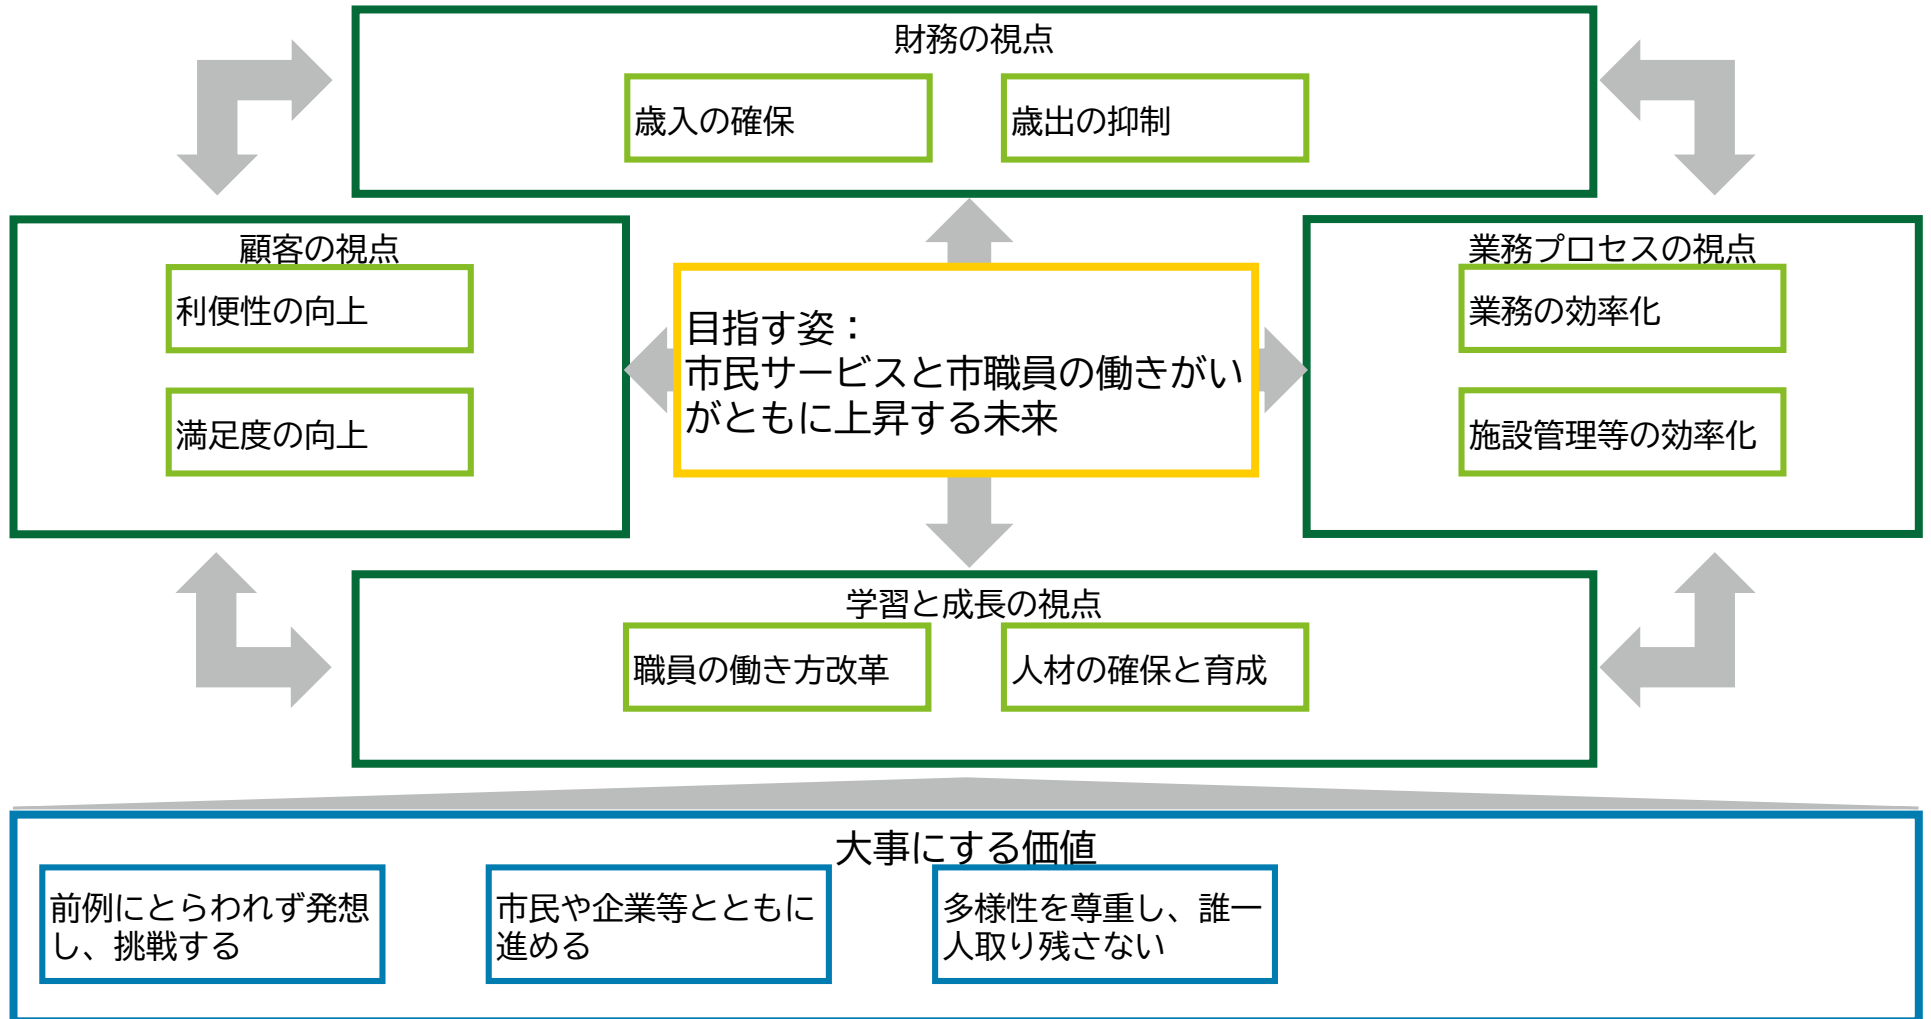 財務の視点
歳入の確保
歳出の抑制
顧客の視点
利便性の向上
満足度の向上
目指す姿：
市民サービスと市職員の働きがい
がともに上昇する未来
業務プロセスの視点
業務の効率化
施設管理等の効率化
学習と成長の視点
職員の働き方改革
人材の確保と育成
大事にする価値
前例にとらわれず発想
し、挑戦する
市民や企業等とともに
進める
多様性を尊重し、誰一
人取り残さない